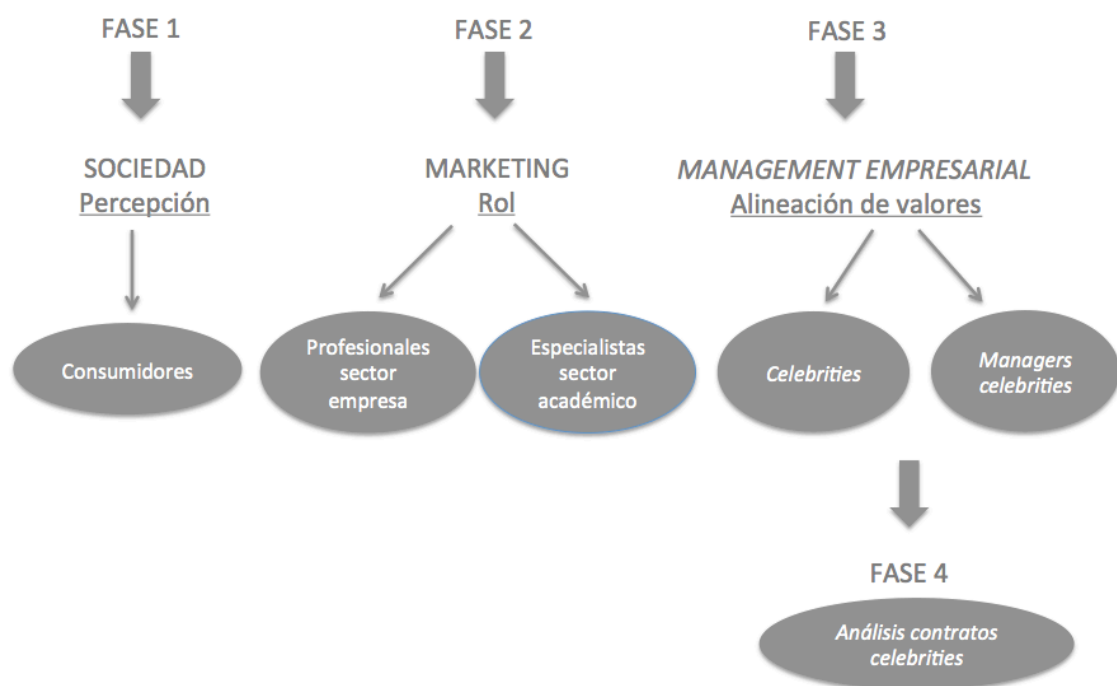 FASE 1
SOCIEDAD
Percepción
Consumidores
FASE 2
MARKETING
Rol
Profesionales
sector
empresa
Especialistas
sector
académico
FASE 3
MANAGEMENT EMPRESARIAL
Alineación de valores
Celebrities
Managers
celebrities
FASE 4
Análisis contratos
celebrities